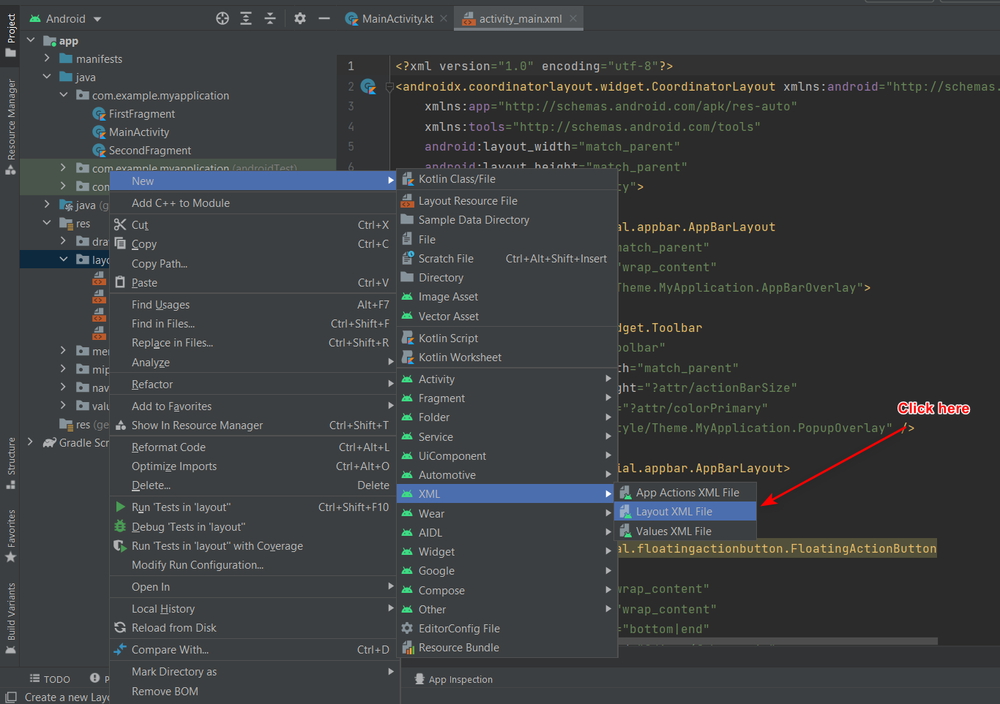 Project
Resource Manager
Structure
Favorites
Build Variants
Android
MainActivity.kt
activity_main.xml
app
manifests
java
com.example.myapplication
FirstFragment
MainActivity
SecondFragment
com.example.myapplication (androidTest)
com
java (g
res
dra
layo
me
mip
nav
valu
res (ge
Gradle Scr
New
Add C++ to Module
Cut Ctrl+X
Copy Ctrl+C
Copy Path...
Paste Ctrl+V
Find Usages Alt+F7
Find in Files... Ctrl+Shift+F
Replace in Files... Ctrl+Shift+R
Analyze
Refactor
Add to Favorites
Show In Resource Manager Ctrl+Shift+T
Reformat Code Ctrl+Alt+L
Optimize Imports Ctrl+Alt+O
Delete... Delete
Run 'Tests in 'layout'' Ctrl+Shift+F10
Debug 'Tests in 'layout''
Run 'Tests in 'layout'' with Coverage
Modify Run Configuration...
Open In
Local History
Reload from Disk
Compare With... Ctrl+D
Mark Directory as
Remove BOM
Kotlin Class/File
Layout Resource File
Sample Data Directory
File
Scratch File Ctrl+Alt+Shift+Insert
Directory
Image Asset
Vector Asset
Kotlin Script
Kotlin Worksheet
Activity
Fragment
Folder
Service
UiComponent
Automotive
XML
Wear
AIDL
Widget
Google
Compose
Other
EditorConfig File
Resource Bundle
App Actions XML File
Layout XML File
Values XML File
1 <?xml version="1.0" encoding="utf-8"?>
2 <androidx.coordinatorlayout.widget.CoordinatorLayout xmlns:android="http://schemas.
3 xmlns:app="http://schemas.android.com/apk/res-auto"
4 xmlns:tools="http://schemas.android.com/tools"
5 android:layout_width="match_parent"
6 android:layout_height="match_parent"
ty">
al.appbar.AppBarLayout
match_parent"
"wrap_content"
Theme.MyApplication.AppBarOverlay">
dget.Toolbar
oolbar"
th="match_parent"
ght="?attr/actionBarSize"
="?attr/colorPrimary"
style/Theme.MyApplication.PopupOverlay" />
ial.appbar.AppBarLayout>
al.floatingactionbutton.FloatingActionButton
wrap_content"
"wrap_content"
="bottom|end"
Click here
TODO
P
App Inspection
Create a new Layo